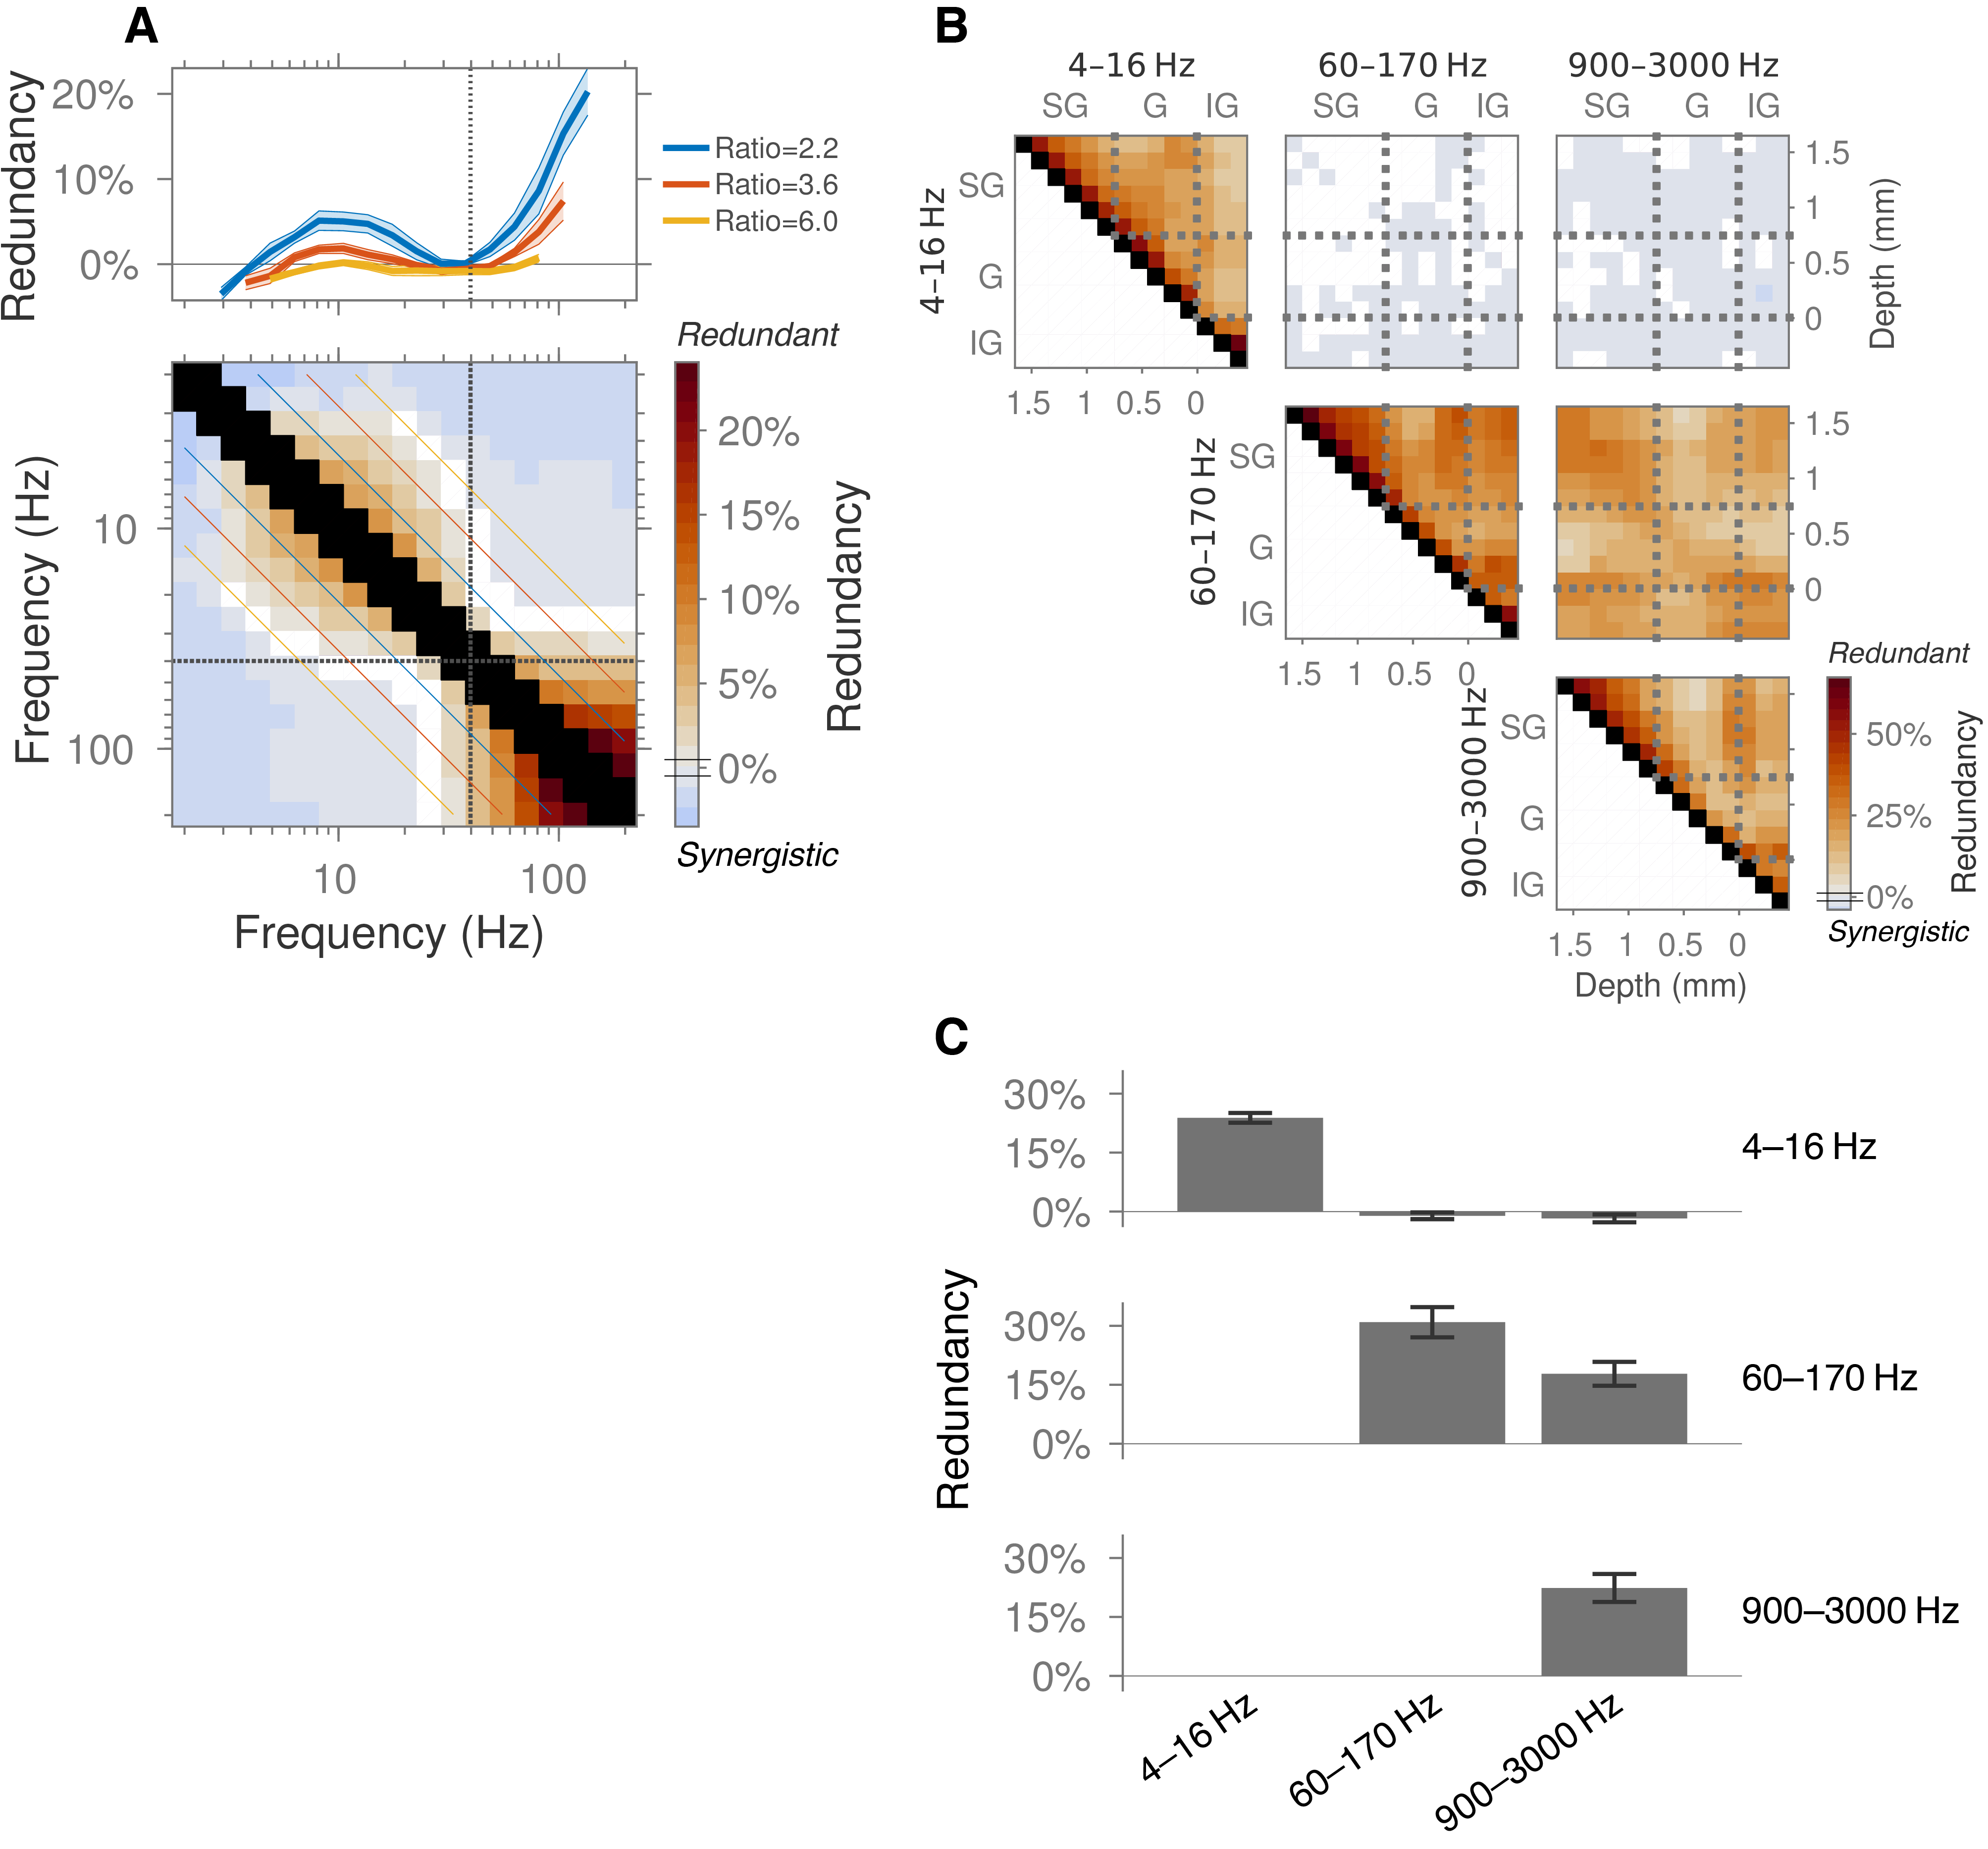 A
Redundancy
20%
10%
0%
Ratio=2.2
Ratio=3.6
Ratio=6.0
Frequency (Hz)
10
100
10
100
Frequency (Hz)
Redundant
20%
15%
10%
5%
0%
Synergistic
Redundancy
B
4–16 Hz
60–170 Hz
900–3000 Hz
SG G IG
SG G IG
SG G IG
4–16 Hz
SG
G
IG
1.5 1 0.5 0
1.5
1
0.5
0
Depth (mm)
60–170 Hz
SG
G
IG
1.5 1 0.5 0
1.5
1
0.5
0
900–3000 Hz
SG
G
IG
1.5 1 0.5 0
Depth (mm)
Redundant
50%
25%
0%
Synergistic
Redundancy
C
Redundancy
30%
15%
0%
4–16 Hz
30%
15%
0%
60–170 Hz
30%
15%
0%
900–3000 Hz
4–16 Hz
60–170 Hz
900–3000 Hz